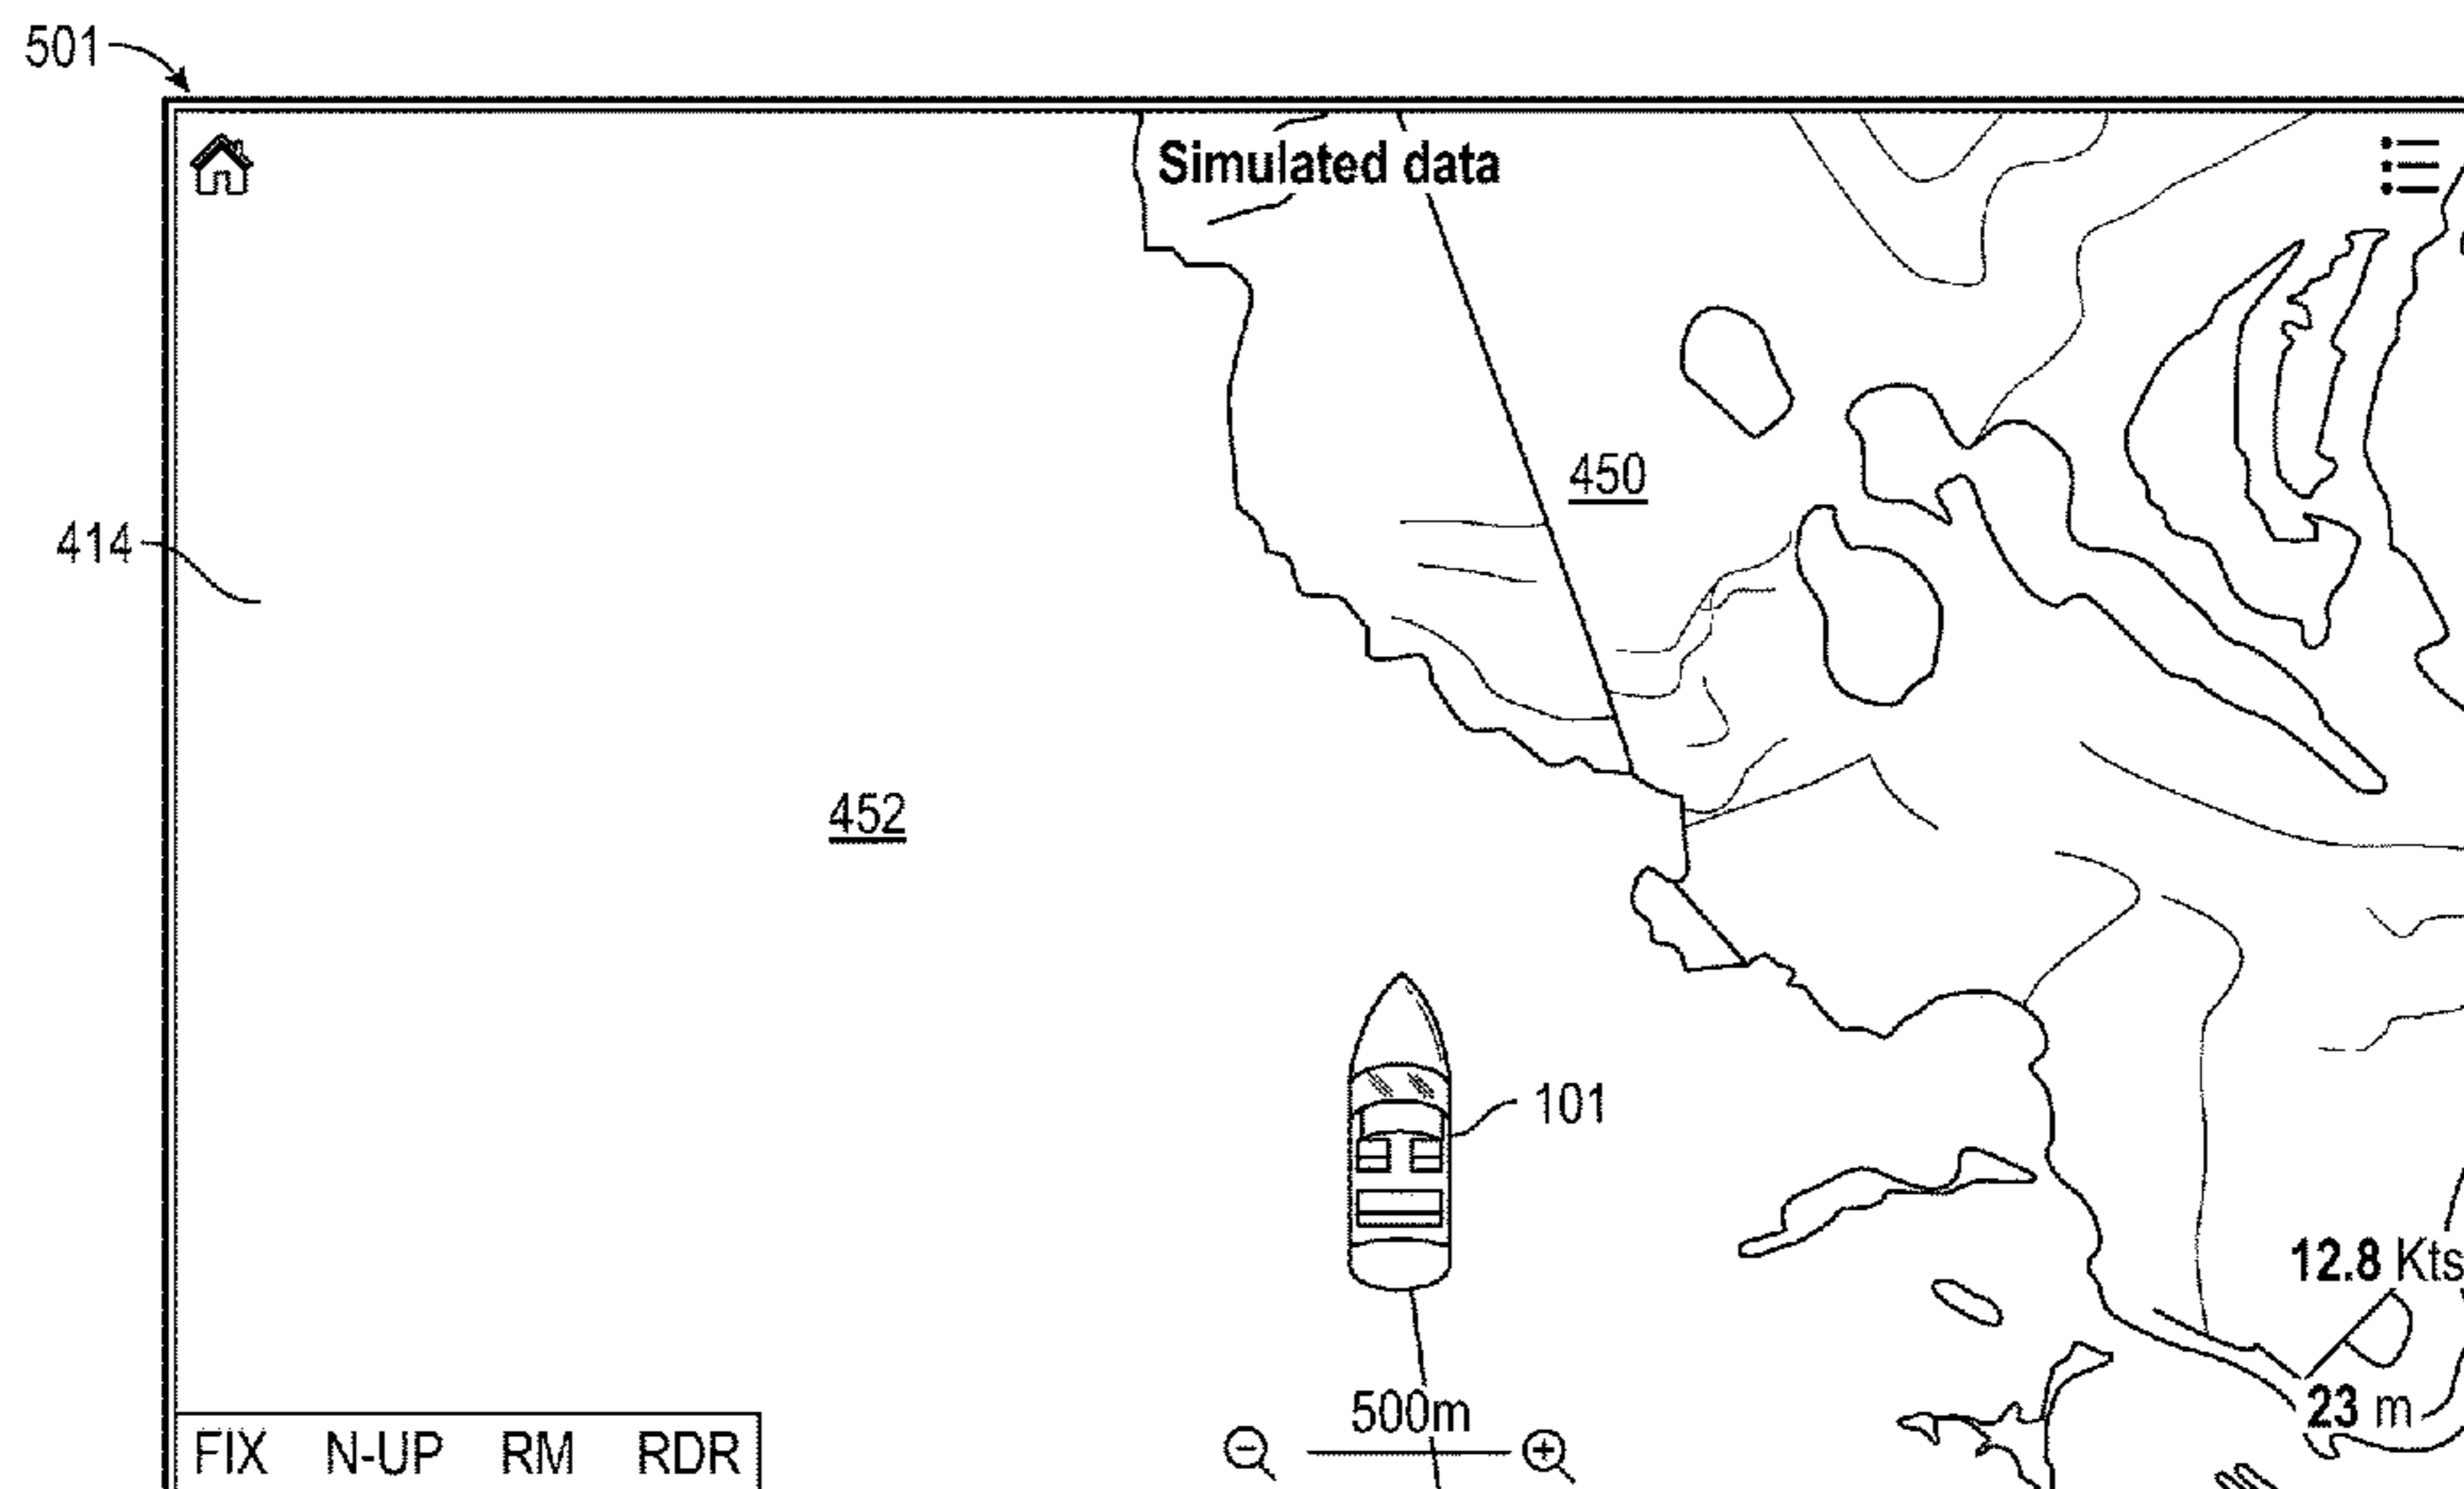 501
Simulated data
450
414
452
101
12.8 Kts
23 m
500m
FIX N-UP RM RDR